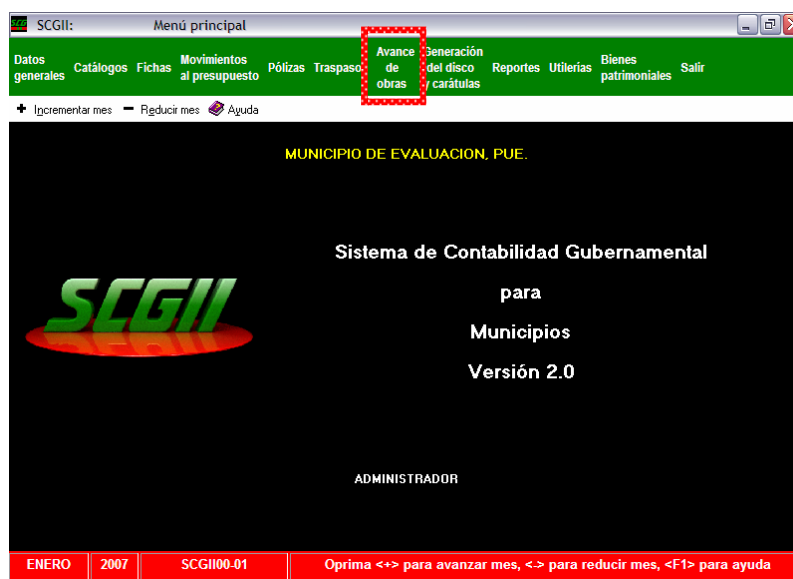 SCG SCGII: Menú principal
Datos generales Catálogos Fichas Movimientos al presupuesto Pólizas Traspaso Avance de obras Generación del disco y carátulas Reportes Utilerias Bienes patrimoniales Salir
+ Incrementar mes - Reducir mes Ayuda
MUNICIPIO DE EVALUACION, PUE.
Sistema de Contabilidad Gubernamental
para
SCGII
Municipios
Versión 2.0
ADMINISTRADOR
ENERO 2007 SCGII00-01 Oprima <+> para avanzar mes, <-> para reducir mes, <F1> para ayuda